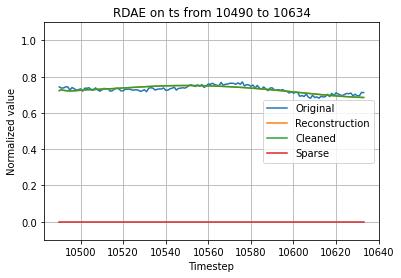 RDAE on ts from 10490 to 10634
Normalized value
1.0
0.8
0.6
0.4
0.2
0.0
Original
Reconstruction
Cleaned
Sparse
10500 10520 10540 10560 10580 10600 10620 10640
Timestep